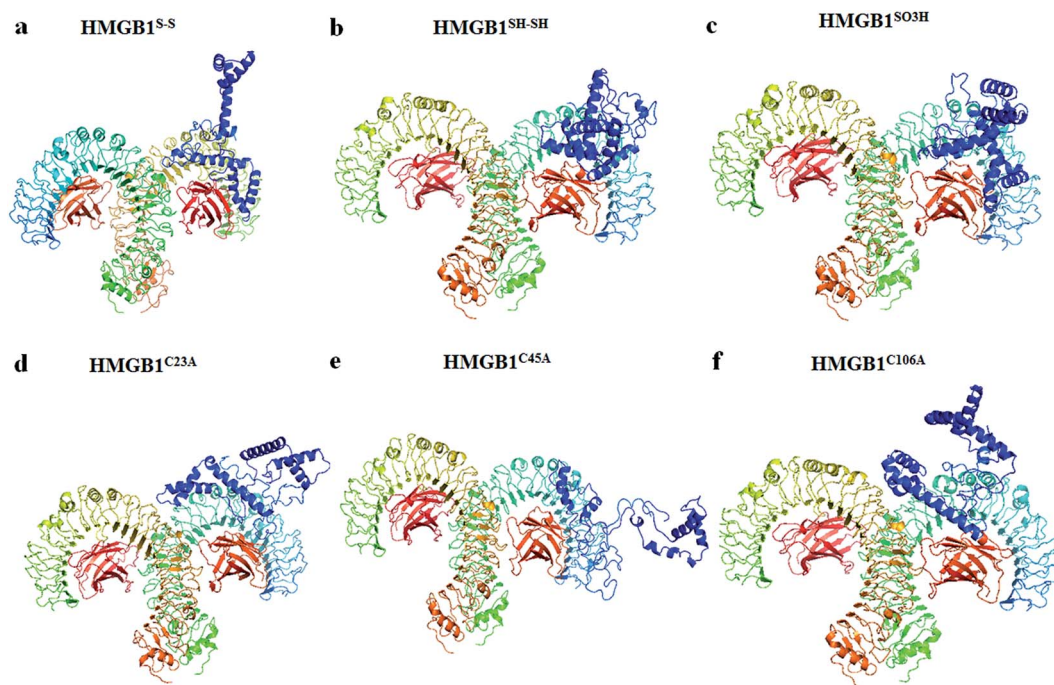 a HMGB1S-S
b HMGB1SH-SH
c HMGB1SO3H
d HMGB1C23A
e HMGB1C45A
f HMGB1C106A